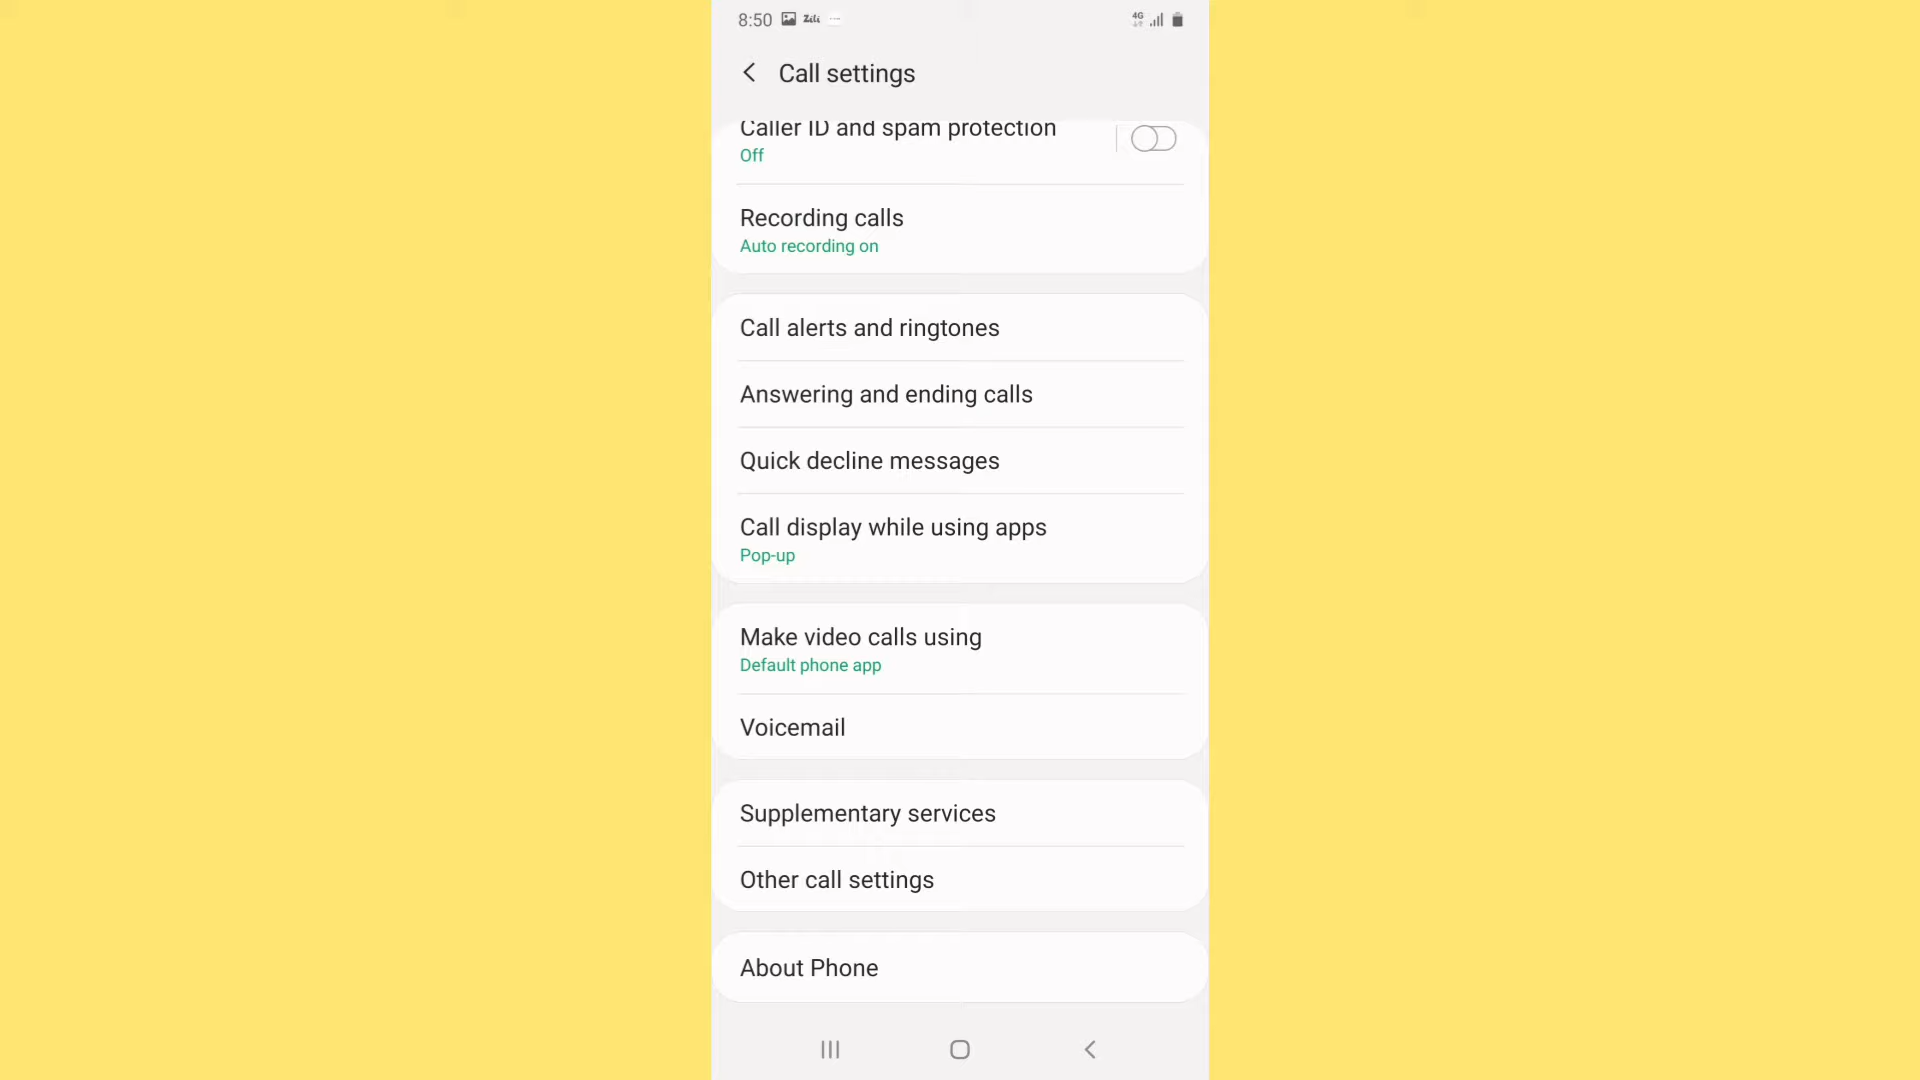 8:50 Zili 4G
Call settings
Caller ID and spam protection
Off
Recording calls
Auto recording on
Call alerts and ringtones
Answering and ending calls
Quick decline messages
Call display while using apps
Pop-up
Make video calls using
Default phone app
Voicemail
Supplementary services
Other call settings
About Phone